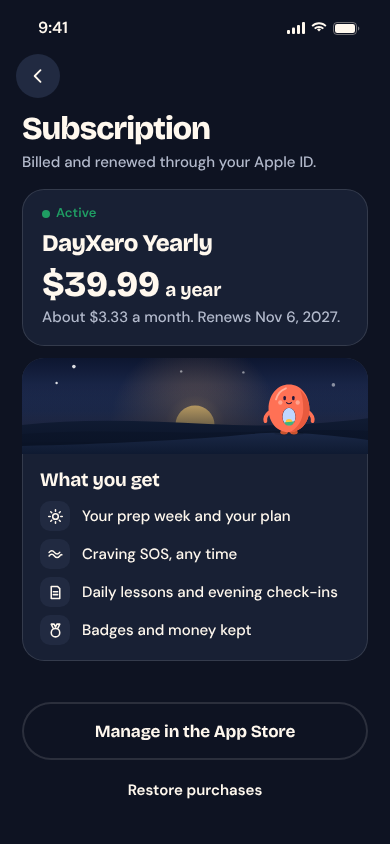 9:41
Subscription
Billed and renewed through your Apple ID.
Active
DayXero Yearly
$39.99 a year
About $3.33 a month. Renews Nov 6, 2027.
What you get
Your prep week and your plan
Craving SOS, any time
Daily lessons and evening check-ins
Badges and money kept
Manage in the App Store
Restore purchases